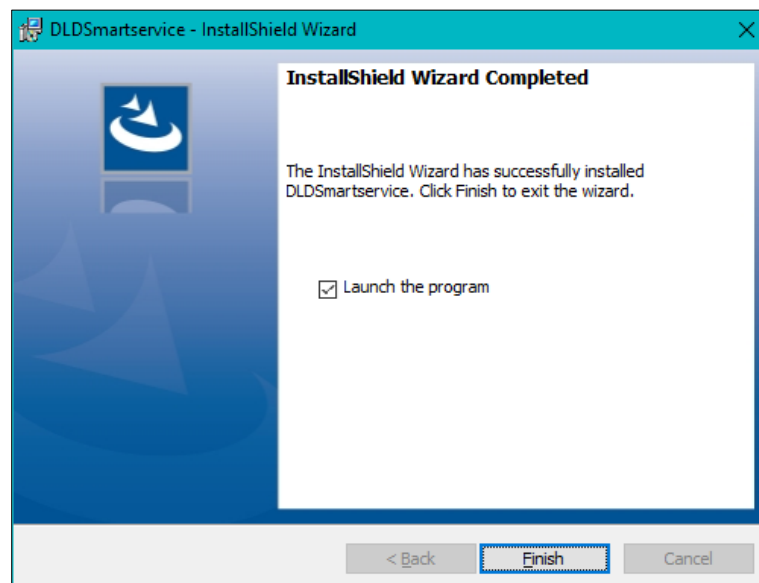 DLDSmartservice - InstallShield Wizard
InstallShield Wizard Completed
The InstallShield Wizard has successfully installed
DLDSmartservice. Click Finish to exit the wizard.
Launch the program
< Back
Finish
Cancel